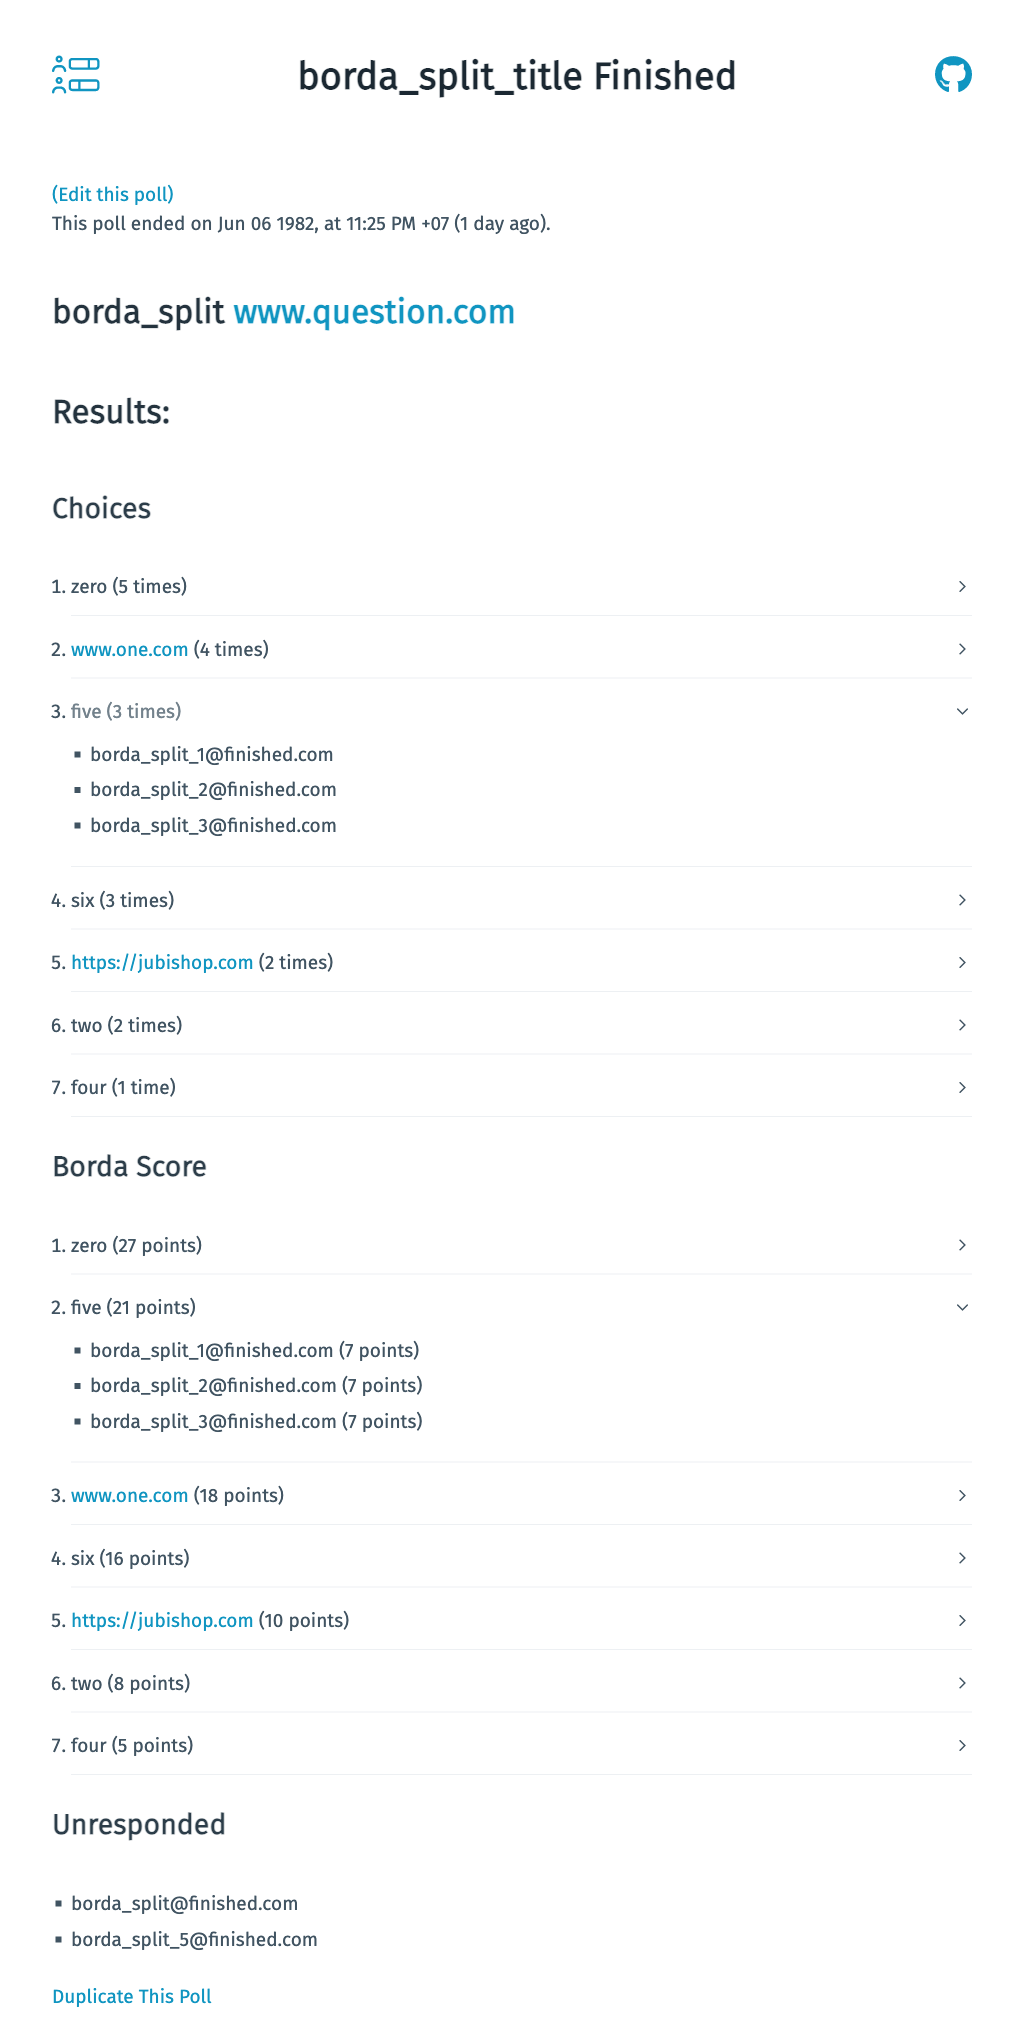 borda_split_title Finished
(Edit this poll)
This poll ended on Jun 06 1982, at 11:25 PM +07 (1 day ago).
borda_split www.question.com
Results:
Choices
1. zero (5 times)
2. www.one.com (4 times)
3. five (3 times)
▪ borda_split_1@finished.com
▪ borda_split_2@finished.com
▪ borda_split_3@finished.com
4. six (3 times)
5. https://jubishop.com (2 times)
6. two (2 times)
7. four (1 time)
Borda Score
1. zero (27 points)
2. five (21 points)
▪ borda_split_1@finished.com (7 points)
▪ borda_split_2@finished.com (7 points)
▪ borda_split_3@finished.com (7 points)
3. www.one.com (18 points)
4. six (16 points)
5. https://jubishop.com (10 points)
6. two (8 points)
7. four (5 points)
Unresponded
▪ borda_split@finished.com
▪ borda_split_5@finished.com
Duplicate This Poll